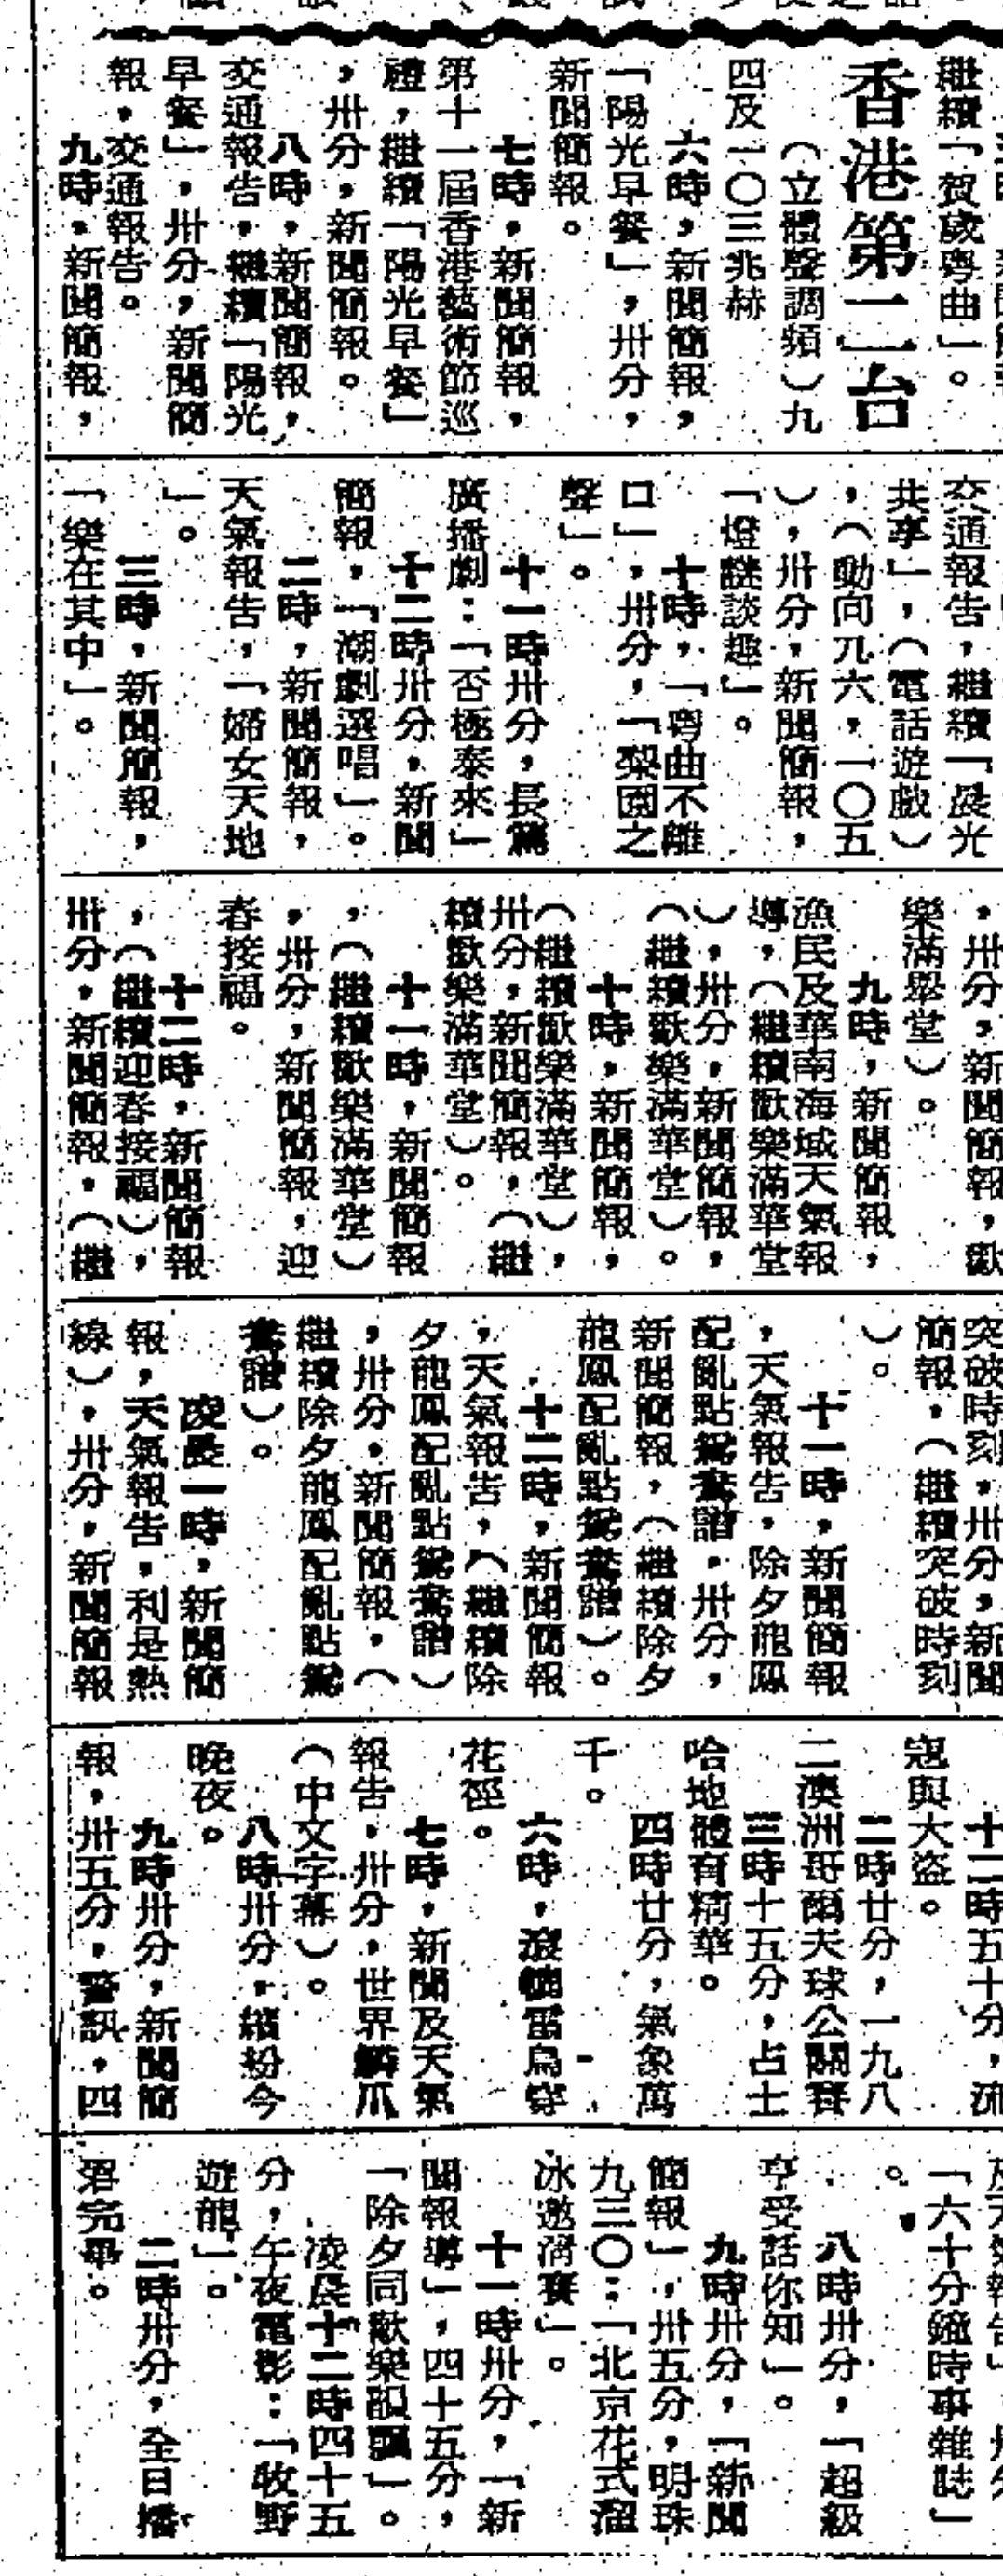 繼續「賀歲粵曲」。
香港第二台
（立體聲調頻）九
四及一〇三兆赫
六時，新聞簡報，
「陽光早餐」，卅分，
新聞簡報。
七時，新聞簡報，
第十一屆香港藝術節巡
禮，繼續「陽光早餐」
，卅分，新聞簡報。
八時，新聞簡報，
交通報告，繼續「陽光
早餐」，卅分，新聞簡
報，交通報告。
九時，新聞簡報，
交通報告，繼續「晨光
共享」，（電話遊戲）
，（動向九六，一〇五
），卅分，新聞簡報，
「燈謎談趣」。
十時，「粵曲不離
口」，卅分，「梨園之
聲」。
十一時卅分，長篇
廣播劇：「否極泰來」
十二時卅分，新聞
簡報，「潮劇選唱」。
二時，新聞簡報，
天氣報告，「婦女天地
」。
三時，新聞簡報，
「樂在其中」。
，卅分，新聞簡報，歡
樂滿舉堂）。
九時，新聞簡報，
漁民及華南海域天氣報
導，（繼續歡樂滿華堂
），卅分，新聞簡報，
（繼續歡樂滿華堂）。
十時，新聞簡報，
（繼續歡樂滿華堂），
卅分，新聞簡報，（繼
續歡樂滿華堂）。
十一時，新聞簡報
，（繼續歡樂滿華堂）
，卅分，新聞簡報，迎
春接福。
十二時，新聞簡報
，（繼續迎春接福），
卅分，新聞簡報，（繼
突破時刻，卅分，新聞
簡報，（繼續突破時刻
）。
十一時，新聞簡報
，天氣報告，除夕龍鳳
配亂點鴛鴦譜，卅分，
新聞簡報，（繼續除夕
龍鳳配亂點鴛鴦譜）。
十二時，新聞簡報
，天氣報告，（繼續除
夕龍鳳配亂點鴛鴦譜）
，卅分，新聞簡報，（
繼續除夕龍鳳配亂點鴛
鴦譜）。
凌晨一時，新聞簡
報，天氣報告，利是熱
線），卅分，新聞簡報
十二時五十分，流
寇與大盜。
二時廿分，一九八
二澳洲哥爾夫球公開賽
三時十五分，占士
哈地體育精華。
四時廿分，氣象萬
千。
六時，浪蝶雷鳥穿
花徑。
七時，新聞及天氣
報告，卅分，世界鱗爪
（中文字幕）。
八時卅分，繽紛今
晚夜。
九時卅分，新聞簡
報，卅五分，警訊，四
「六十分鐘時事雜誌」
。
八時卅分，「超級
享受話你知」。
九時卅分，「新聞
簡報」，卅五分，明珠
九三〇：「北京花式溜
冰邀請賽」。
十一時卅分，「新
聞報導」，四十五分，
「除夕同歡樂韻飄」。
凌晨十二時四十五
分，午夜電影：「牧野
遊龍」。
二時卅分，全日播
沼完畢。